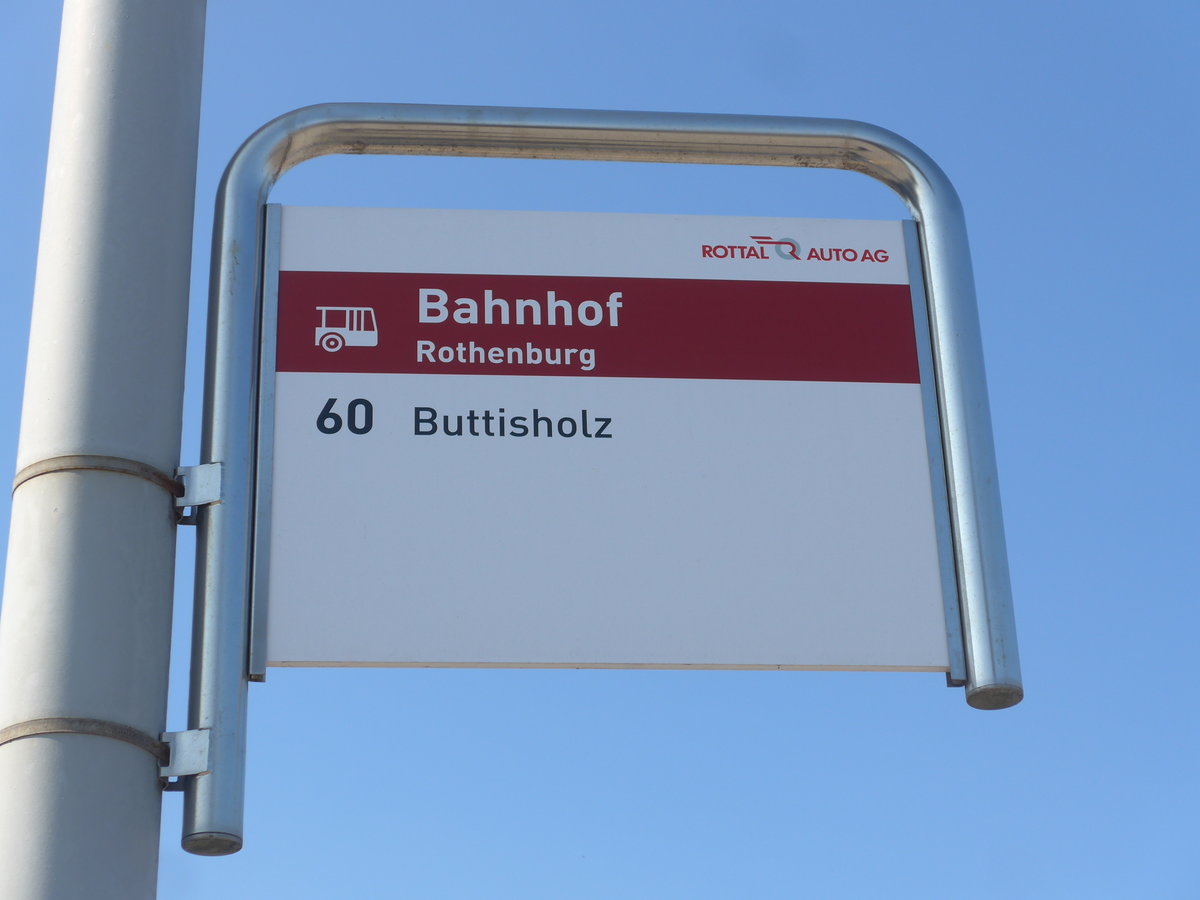 ROTTAL AUTO AG
Bahnhof
Rothenburg
60 Buttisholz